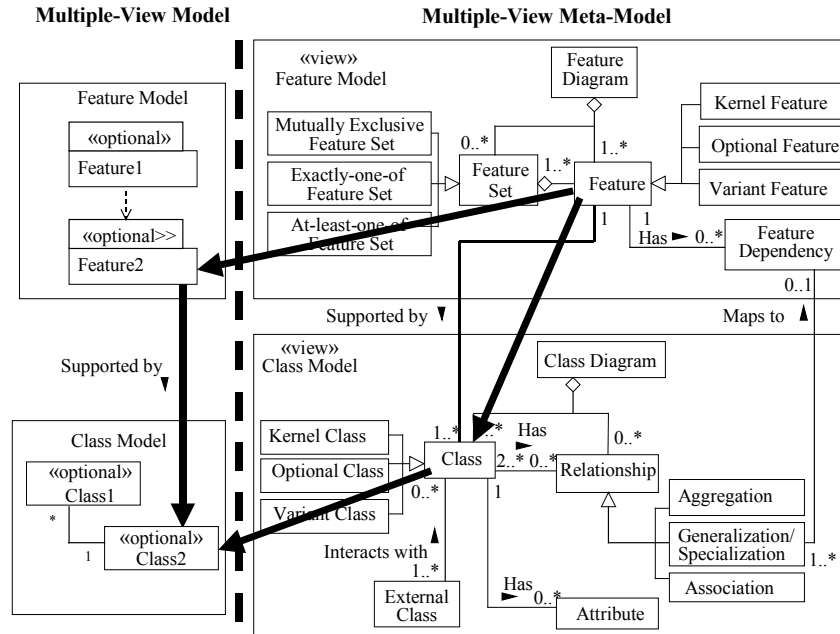 Multiple-View Model
Multiple-View Meta-Model
Feature Model
«optional»
Feature1
«optional>>
Feature2
Supported by
Class Model
«optional»
Class1
*
1
«optional»
Class2
«view»
Feature Model
Feature
Diagram
Mutually Exclusive
Feature Set
Exactly-one-of
Feature Set
At-least-one-of
Feature Set
0..*
1..*
Feature
Set
1..*
Feature
Kernel Feature
Optional Feature
Variant Feature
1
1
Has
0..*
Feature
Dependency
0..1
Supported by
Maps to
«view»
Class Model
Class Diagram
Kernel Class
Optional Class
Variant Class
1..*
..*
Has
0..*
Class
2..*
0..*
Relationship
0..*
1
Interacts with
1..*
External
Class
Has
0..*
Attribute
Aggregation
Generalization/
Specialization
1..*
Association